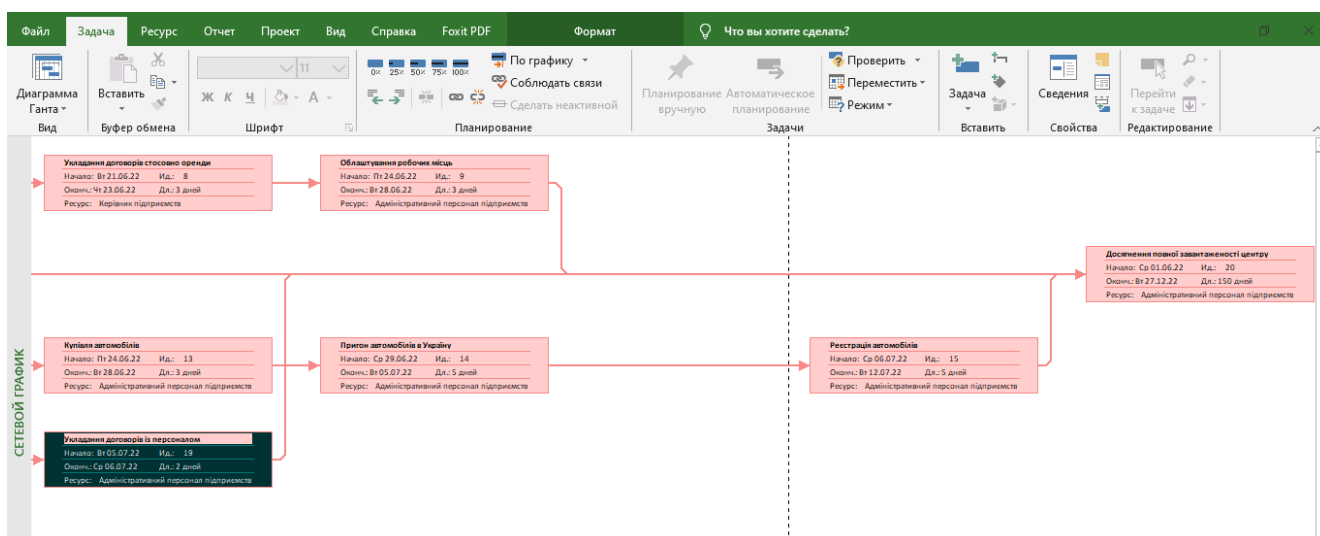 Файл Задача Ресурс Отчет Проект Вид Справка Foxit PDF Формат Что вы хотите сделать?
Диаграмма Ганта
Вид
Вставить
Буфер обмена
11
Ж К Ч А
Шрифт
0% 25% 50% 75% 100%
По графику
Соблюдать связи
Сделать неактивной
Планирование
Планирование вручную
Автоматическое планирование
Проверить
Переместить
Режим
Задачи
Задача
Вставить
Сведения
Свойства
Перейти к задаче
Редактирование
СЕТЕВОЙ ГРАФИК
Укладання договорів стосовно оренди
Начало: Вт 21.06.22 Ид.: 8
Оконч.: Чт 23.06.22 Дл.: 3 дней
Ресурс: Керівник підприємств
Облаштування робочих місць
Начало: Пт 24.06.22 Ид.: 9
Оконч.: Вт 28.06.22 Дл.: 3 дней
Ресурс: Адміністративний персонал підприємств
Досягнення повної завантаженості центру
Начало: Ср 01.06.22 Ид.: 20
Оконч.: Вт 27.12.22 Дл.: 150 дней
Ресурс: Адміністративний персонал підприємств
Купівля автомобілів
Начало: Пт 24.06.22 Ид.: 13
Оконч.: Вт 28.06.22 Дл.: 3 дней
Ресурс: Адміністративний персонал підприємств
Пригон автомобілів в Україну
Начало: Ср 29.06.22 Ид.: 14
Оконч.: Вт 05.07.22 Дл.: 5 дней
Ресурс: Адміністративний персонал підприємств
Реєстрація автомобілів
Начало: Ср 06.07.22 Ид.: 15
Оконч.: Вт 12.07.22 Дл.: 5 дней
Ресурс: Адміністративний персонал підприємств
Укладання договорів із персоналом
Начало: Вт 05.07.22 Ид.: 19
Оконч.: Ср 06.07.22 Дл.: 2 дней
Ресурс: Адміністративний персонал підприємств